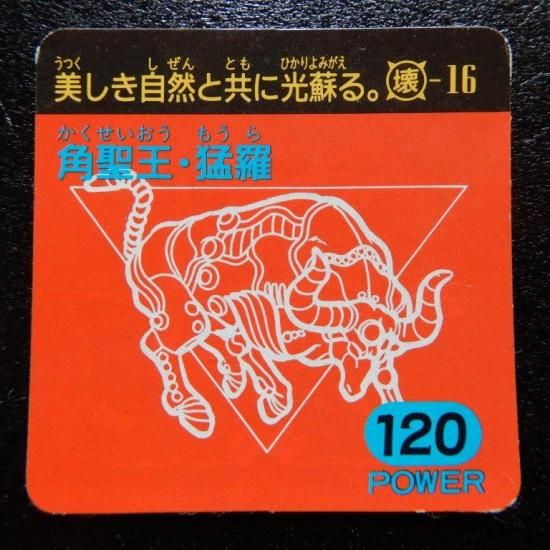 うつく しぜん とも ひかりよみがえ
美しき自然と共に光蘇る。 壊-16
かくせいおう もうら
角聖王・猛羅
120
POWER